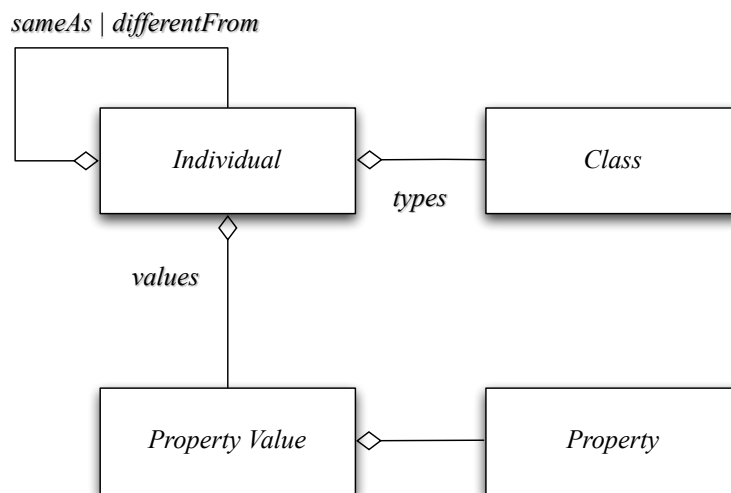 sameAs | differentFrom
Individual
Class
types
values
Property Value
Property